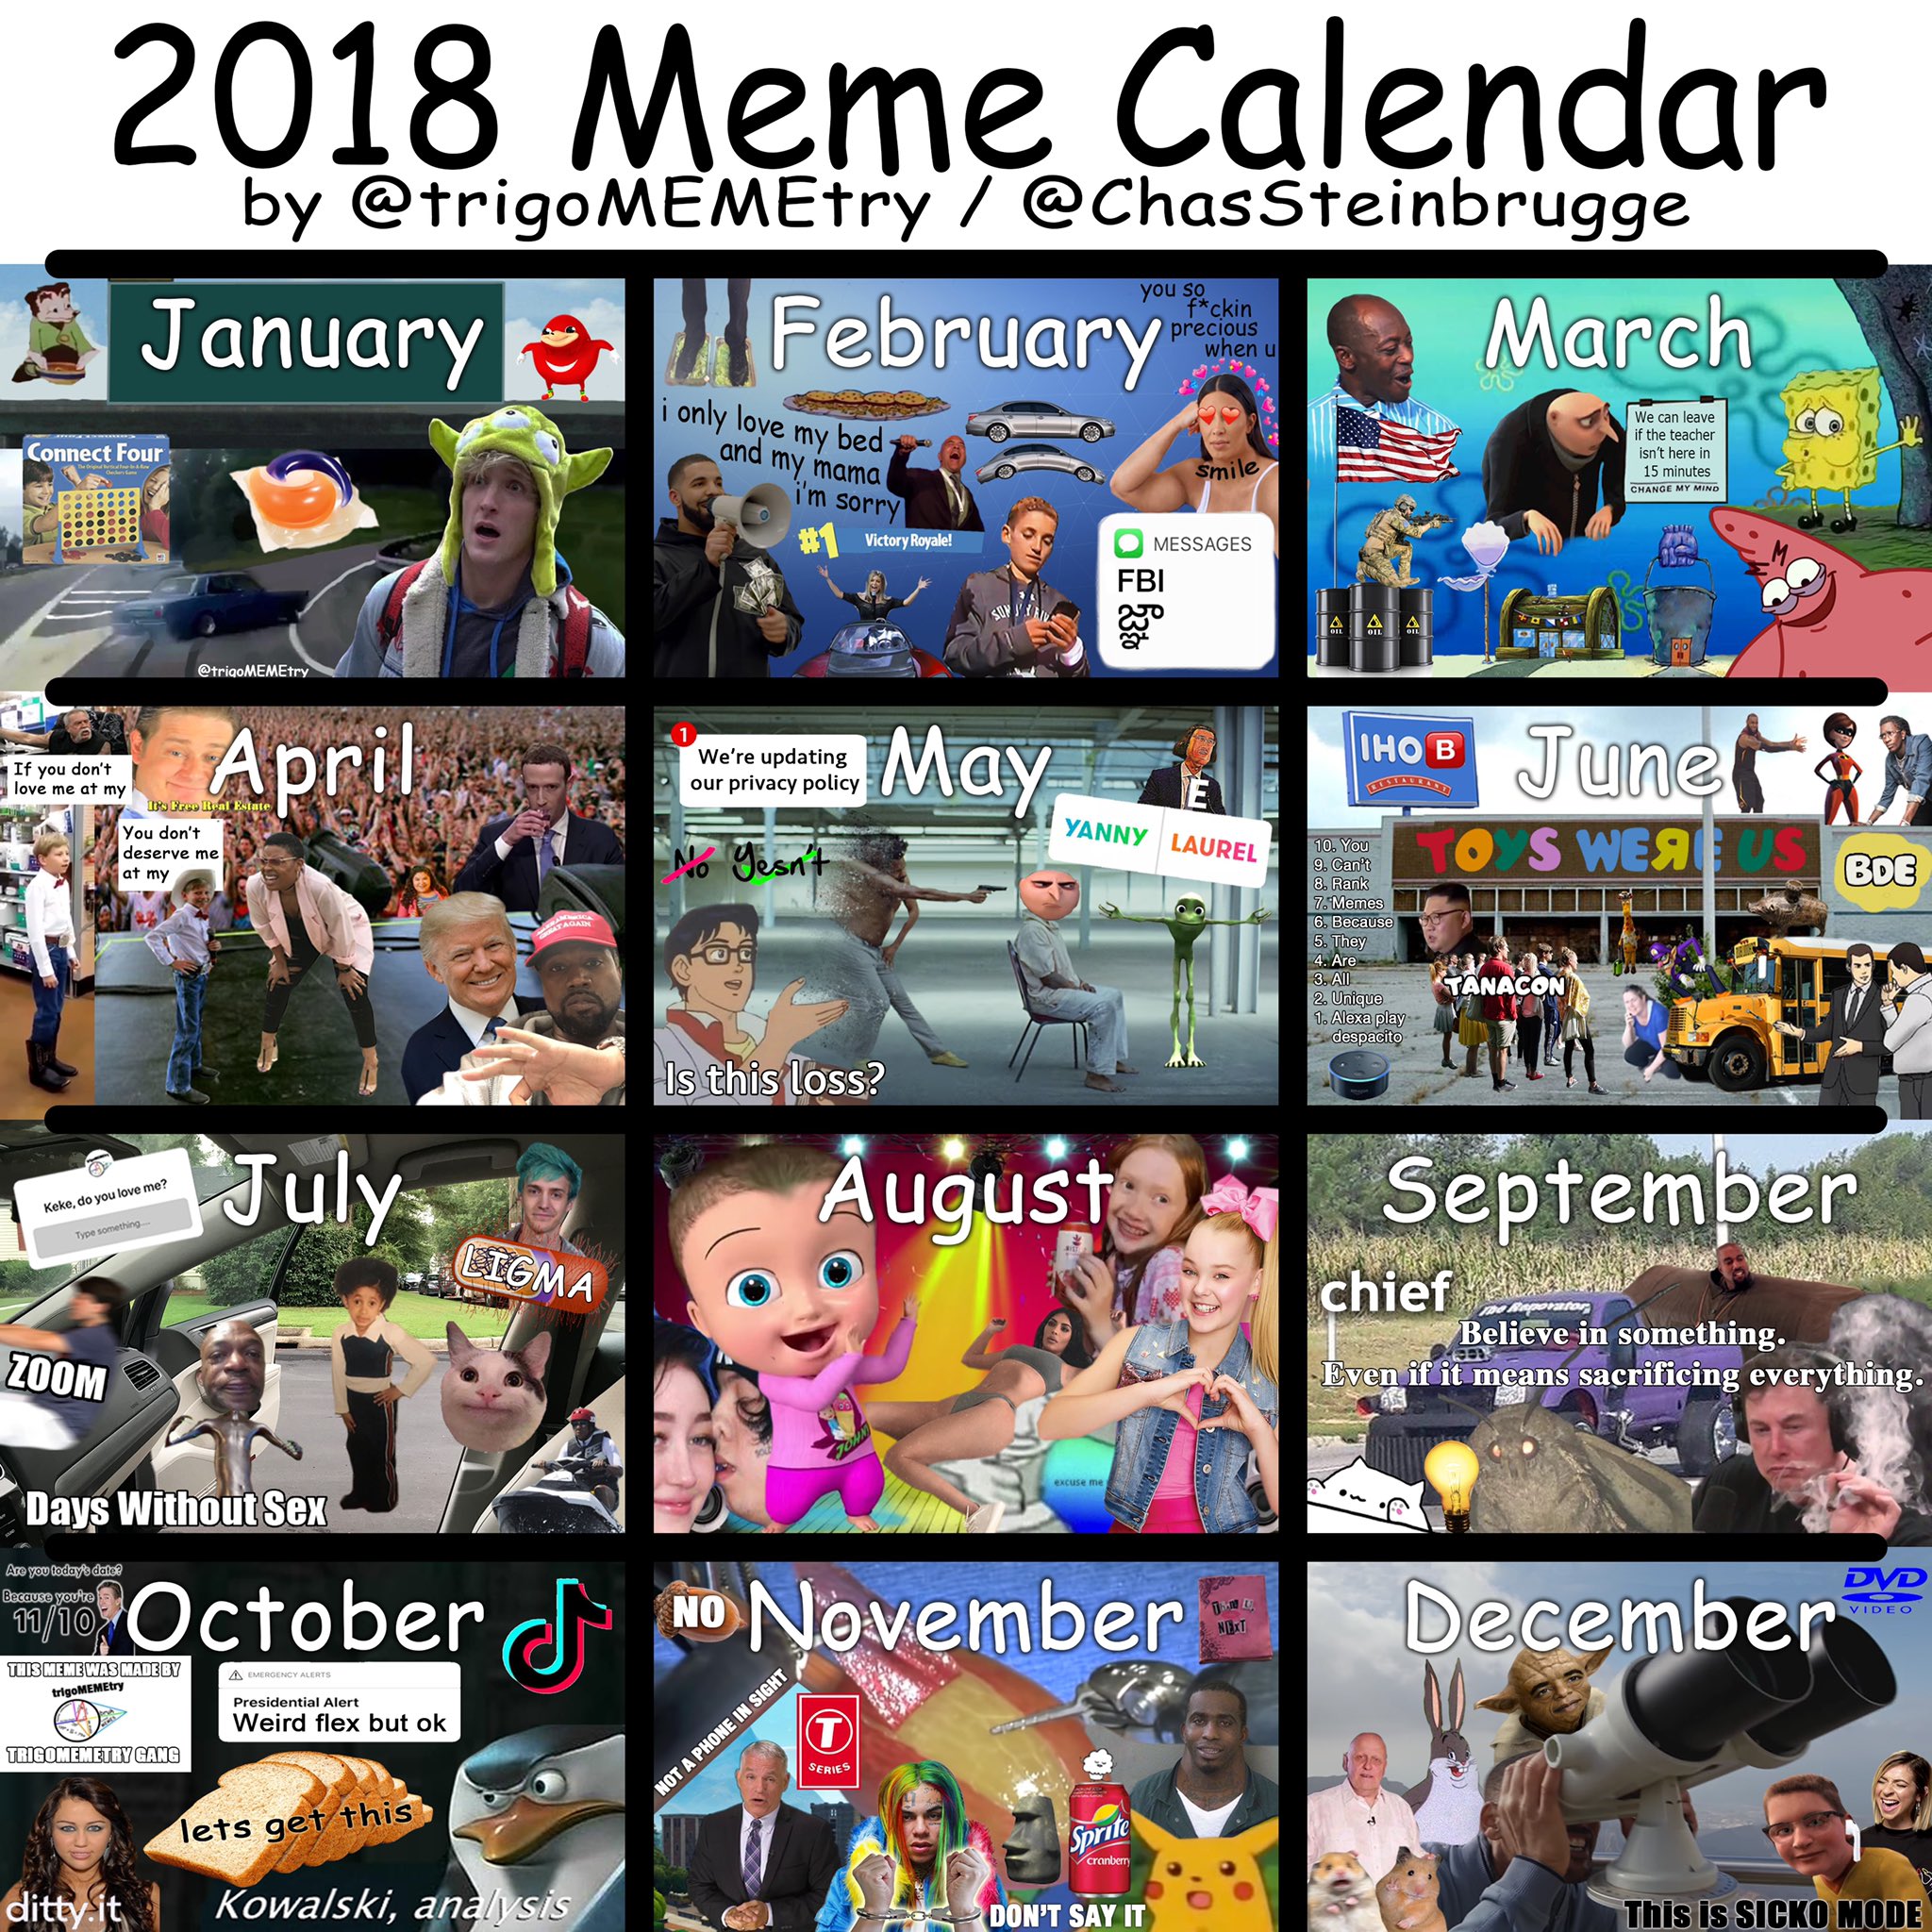 2018 Meme Calendar
by @trigoMEMEtry / @ChasSteinbrugge
January
Connect Four
@trigoMEMEtry
February
you so
f*ckin
precious
when u
smile
i only love my bed
and my mama
i'm sorry
#1
Victory Royale!
MESSAGES
FBI
March
We can leave
if the teacher
isn't here in
15 minutes
CHANGE MY MIND
OIL
OIL
OIL
M
April
If you don't
love me at my
It's Free Real Estate
You don't
deserve me
at my
May
1
We're updating
our privacy policy
E
YANNY
LAUREL
No Yesn't
Is this loss?
June
IHOB
RESTAURANT
TOYS WERE US
BDE
10. You
9. Can't
8. Rank
7. Memes
6. Because
5. They
4. Are
3. All
2. Unique
1. Alexa play
despacito
TANACON
July
Keke, do you love me?
Type something....
LIGMA
ZOOM
Days Without Sex
August
JOHNY
excuse me
September
chief
The Renovator
Believe in something.
Even if it means sacrificing everything.
October
Are you today's date?
Because you're
11/10
THIS MEME WAS MADE BY
trigoMEMEtry
TRIGOMEMETRY GANG
EMERGENCY ALERTS
Presidential Alert
Weird flex but ok
lets get this
ditty.it
Kowalski, analysis
November
NO
THANK U,
NEXT
NOT A PHONE IN SIGHT
T
SERIES
Sprite
cranberry
DON'T SAY IT
December
DVD
VIDEO
This is SICKO MODE